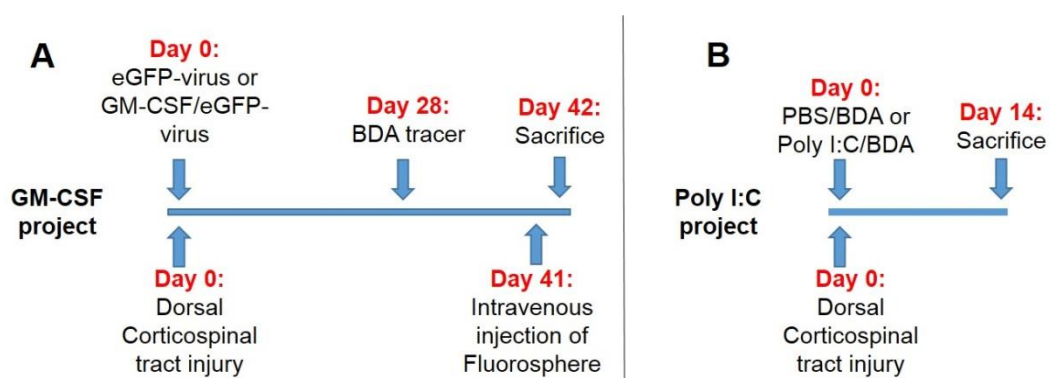 A
Day 0:
eGFP-virus or
GM-CSF/eGFP-
virus
Day 28:
BDA tracer
Day 42:
Sacrifice
GM-CSF
project
Day 0:
Dorsal
Corticospinal
tract injury
Day 41:
Intravenous
injection of
Fluorosphere
B
Day 0:
PBS/BDA or
Poly I:C/BDA
Day 14:
Sacrifice
Poly I:C
project
Day 0:
Dorsal
Corticospinal
tract injury